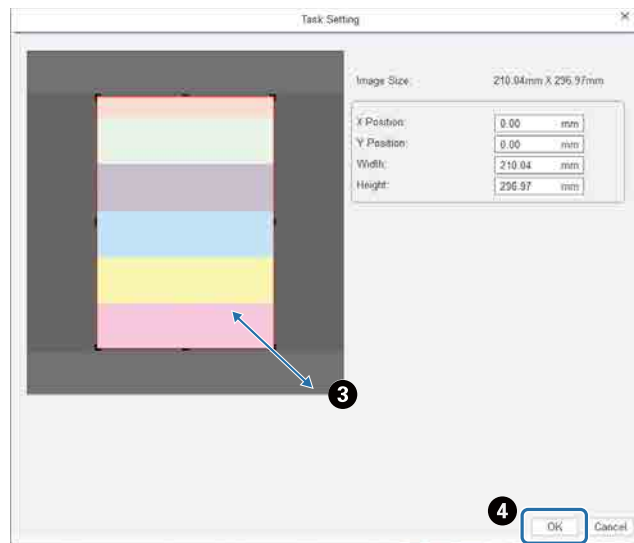 Task Setting
Image Size: 210.04mm X 296.97mm
X Position: 0.00 mm
Y Position: 0.00 mm
Width: 210.04 mm
Height: 296.97 mm
3
4
OK Cancel